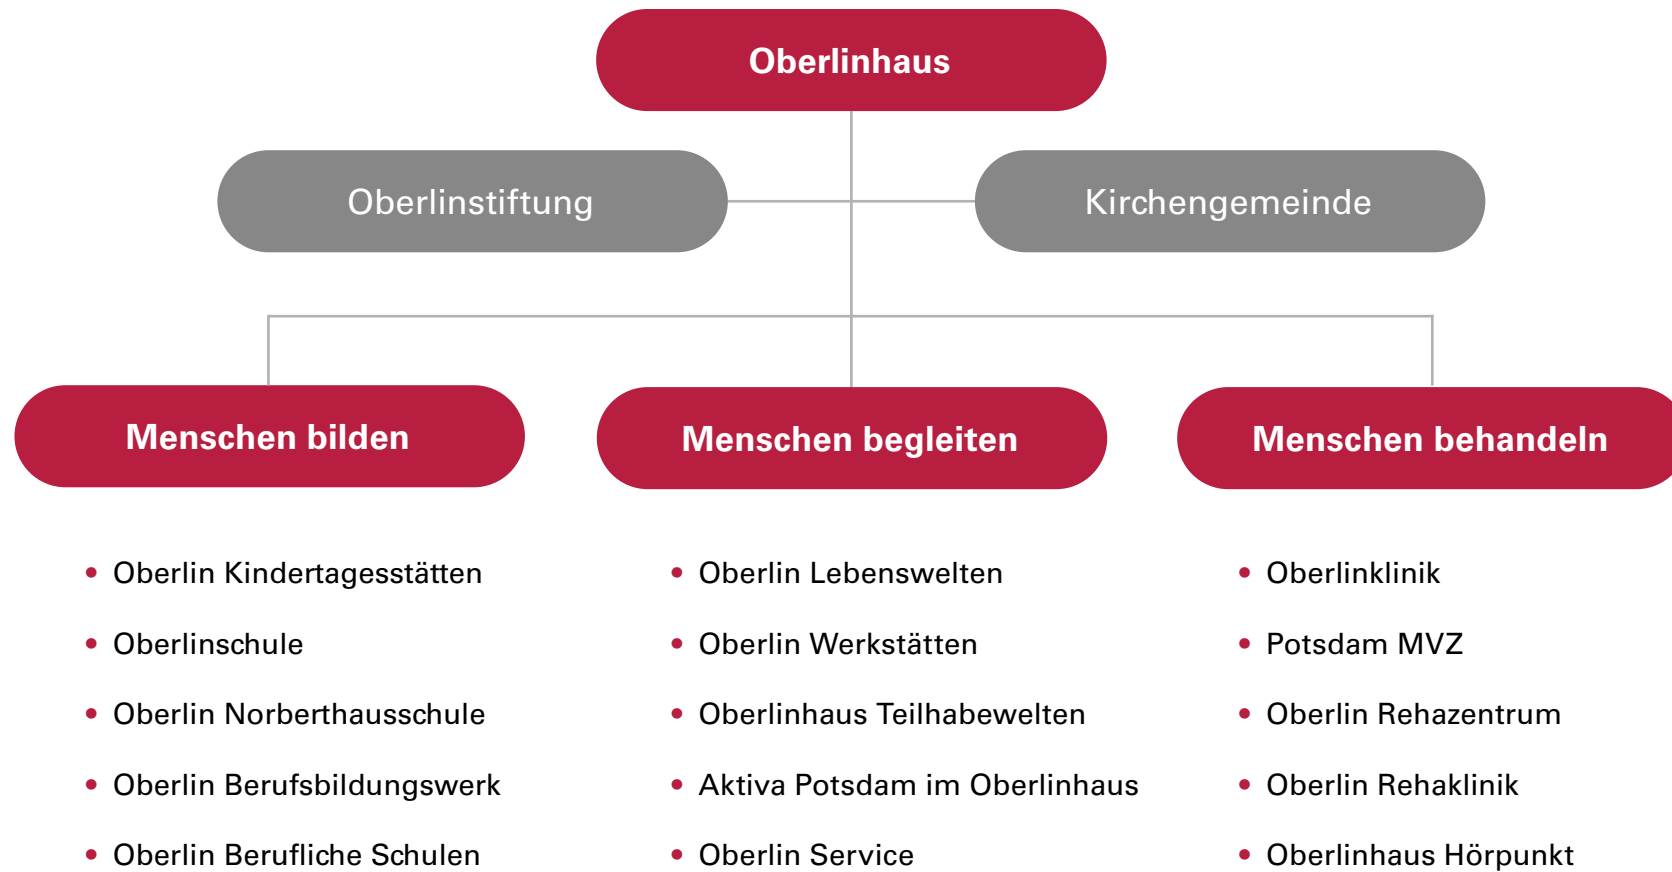 Oberlinhaus
Oberlinstiftung
Kirchengemeinde
Menschen bilden
Menschen begleiten
Menschen behandeln
• Oberlin Kindertagesstätten
• Oberlinschule
• Oberlin Norberthausschule
• Oberlin Berufsbildungswerk
• Oberlin Berufliche Schulen
• Oberlin Lebenswelten
• Oberlin Werkstätten
• Oberlinhaus Teilhabewelten
• Aktiva Potsdam im Oberlinhaus
• Oberlin Service
• Oberlinklinik
• Potsdam MVZ
• Oberlin Rehazentrum
• Oberlin Rehaklinik
• Oberlinhaus Hörpunkt